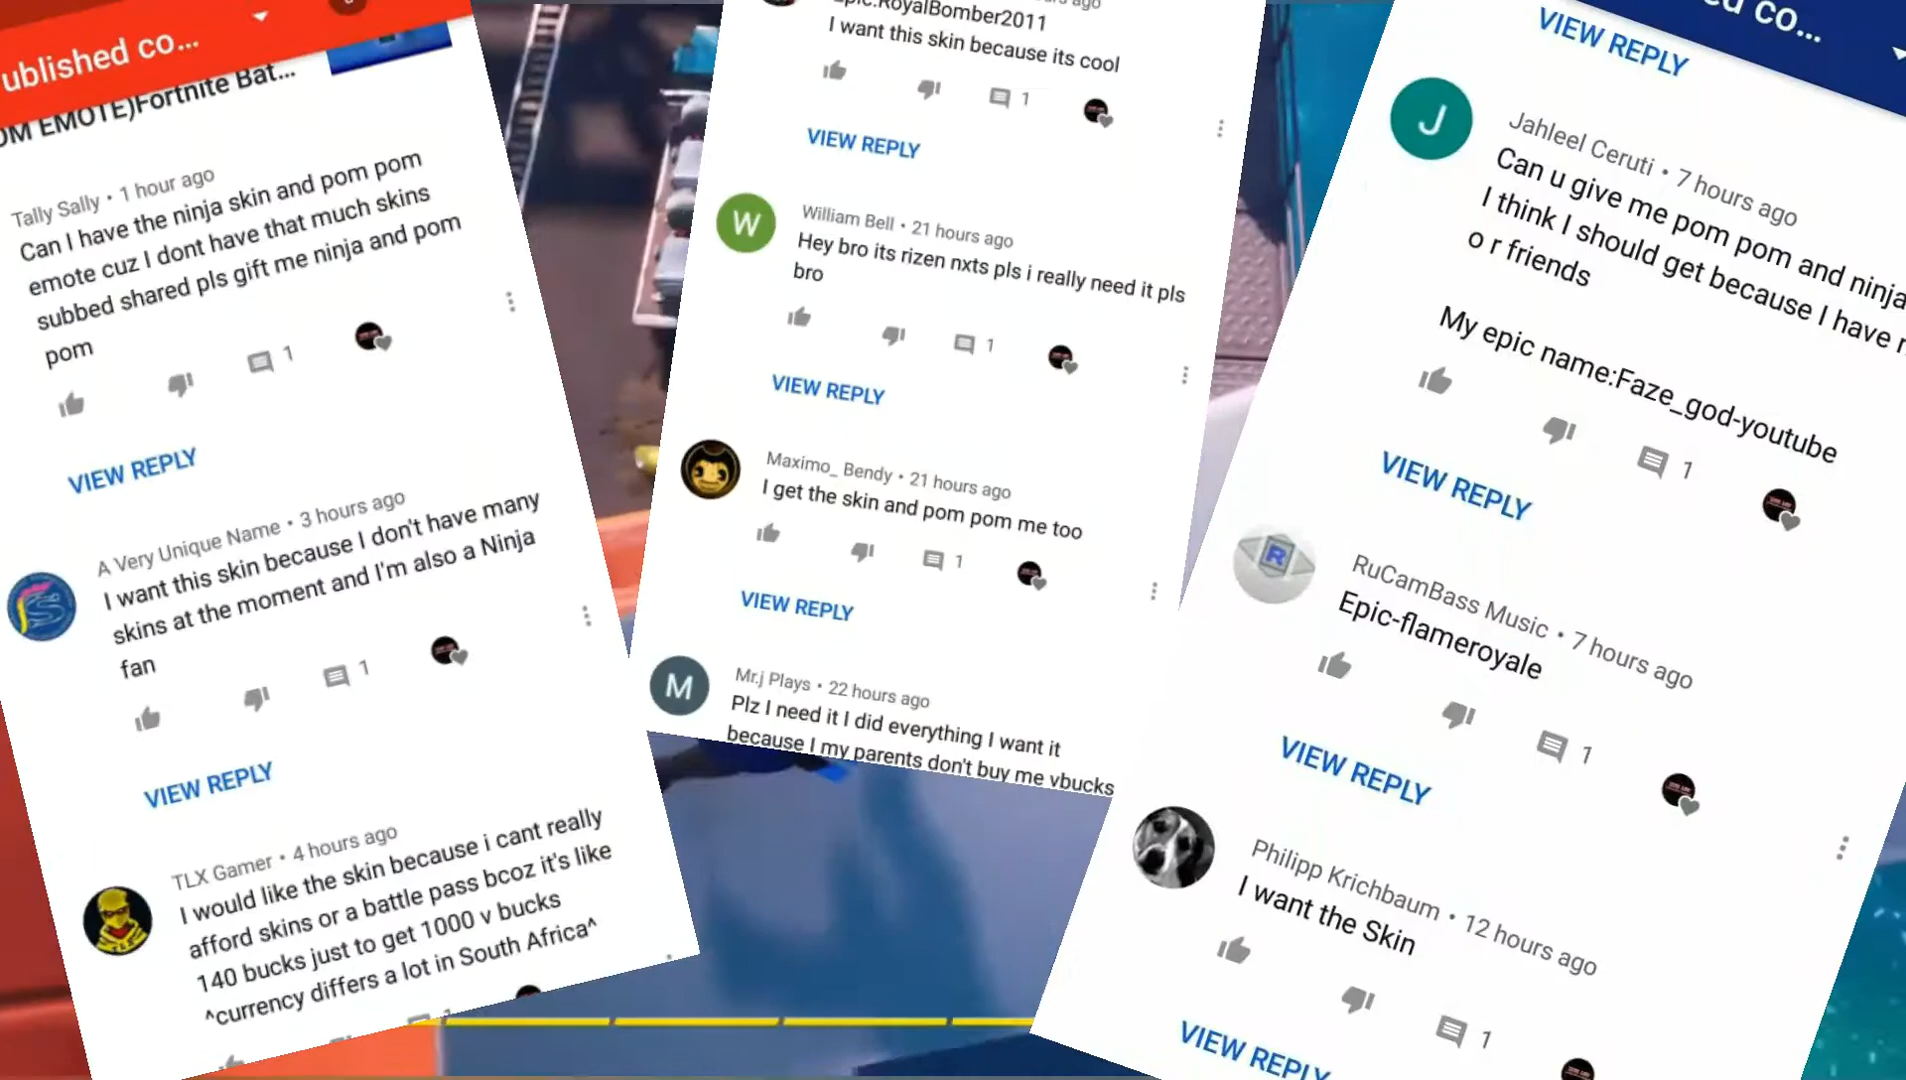 ublished co...
OM EMOTE)Fortnite Bat...
Tally Sally • 1 hour ago
Can I have the ninja skin and pom pom
emote cuz I dont have that much skins
subbed shared pls gift me ninja and pom
pom
1
VIEW REPLY
A Very Unique Name • 3 hours ago
I want this skin because I don't have many
skins at the moment and I'm also a Ninja
fan
1
VIEW REPLY
TLX Gamer • 4 hours ago
I would like the skin because i cant really
afford skins or a battle pass bcoz it's like
140 bucks just to get 1000 v bucks
^currency differs a lot in South Africa^
Epic:RoyalBomber2011
I want this skin because its cool
1
VIEW REPLY
W
William Bell • 21 hours ago
Hey bro its rizen nxts pls i really need it pls
bro
1
VIEW REPLY
Maximo_ Bendy • 21 hours ago
I get the skin and pom pom me too
1
VIEW REPLY
M
Mr.j Plays • 22 hours ago
Plz I need it I did everything I want it
because I my parents don't buy me vbucks
ed co...
VIEW REPLY
J
Jahleel Ceruti • 7 hours ago
Can u give me pom pom and ninja
I think I should get because I have
o r friends
My epic name:Faze_god-youtube
1
VIEW REPLY
R
RuCamBass Music • 7 hours ago
Epic-flameroyale
1
VIEW REPLY
Philipp Krichbaum • 12 hours ago
I want the Skin
1
VIEW REPLY